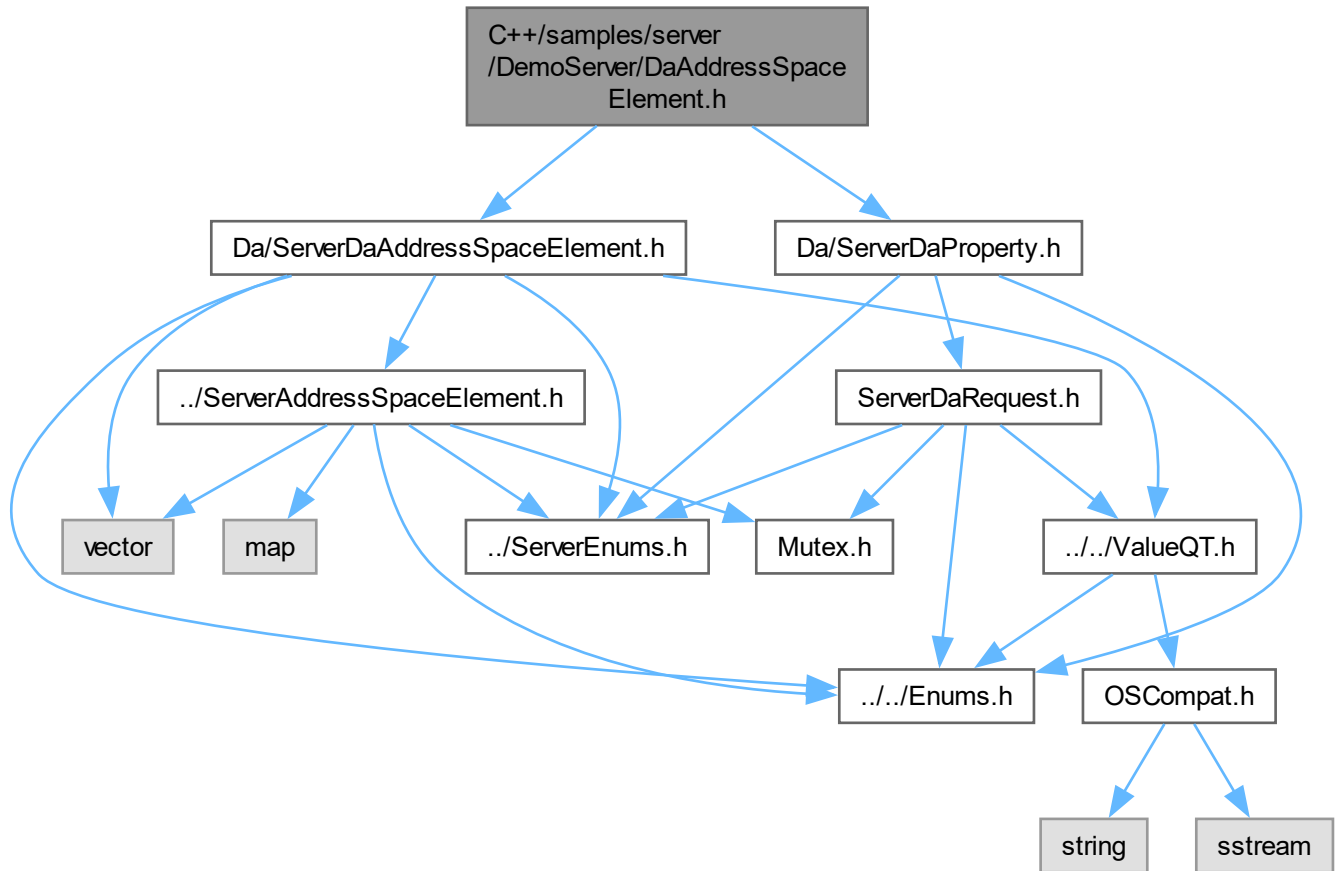 C++/samples/server
/DemoServer/DaAddressSpace
Element.h
Da/ServerDaAddressSpaceElement.h
Da/ServerDaProperty.h
../ServerAddressSpaceElement.h
ServerDaRequest.h
vector
map
../ServerEnums.h
Mutex.h
../../ValueQT.h
../../Enums.h
OSCompat.h
string
sstream